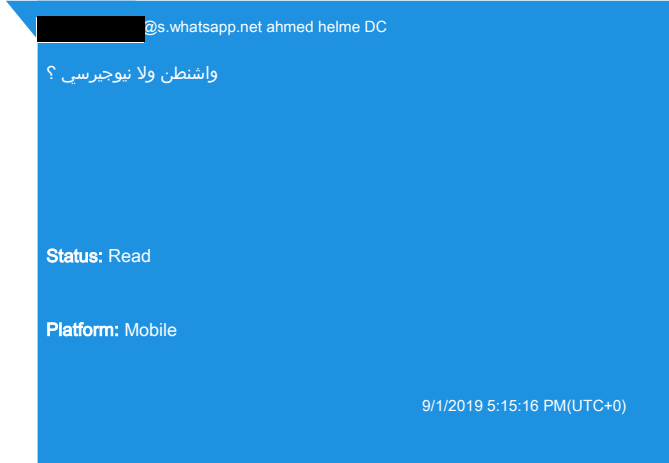 @s.whatsapp.net ahmed helme DC
واشنطن ولا نيوجيرسي ؟
Status: Read
Platform: Mobile
9/1/2019 5:15:16 PM(UTC+0)